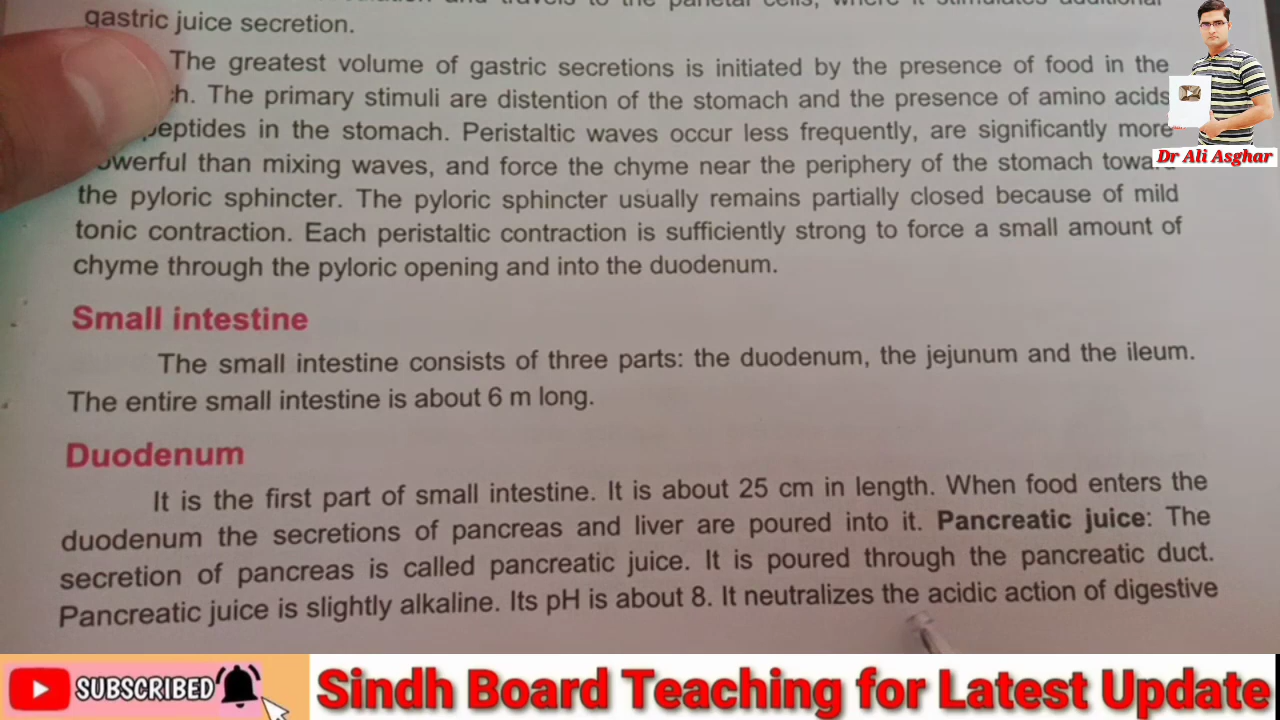 gastric juice secretion.
The greatest volume of gastric secretions is initiated by the presence of food in the
The primary stimuli are distention of the stomach and the presence of amino acids
peptides in the stomach. Peristaltic waves occur less frequently, are significantly more
than mixing waves, and force the chyme near the periphery of the stomach
the pyloric sphincter. The pyloric sphincter usually remains partially closed because of mild
tonic contraction. Each peristaltic contraction is sufficiently strong to force a small amount of
chyme through the pyloric opening and into the duodenum.
Small intestine
The small intestine consists of three parts: the duodenum, the jejunum and the ileum.
The entire small intestine is about 6 m long.
Duodenum
It is the first part of small intestine. It is about 25 cm in length. When food enters the
duodenum the secretions of pancreas and liver are poured into it. Pancreatic juice: The
secretion of pancreas is called pancreatic juice. It is poured through the pancreatic duct.
Pancreatic juice is slightly alkaline. Its pH is about 8. It neutralizes the acidic action of digestive
Dr Ali Asghar
SUBSCRIBED
Sindh Board Teaching for Latest Update